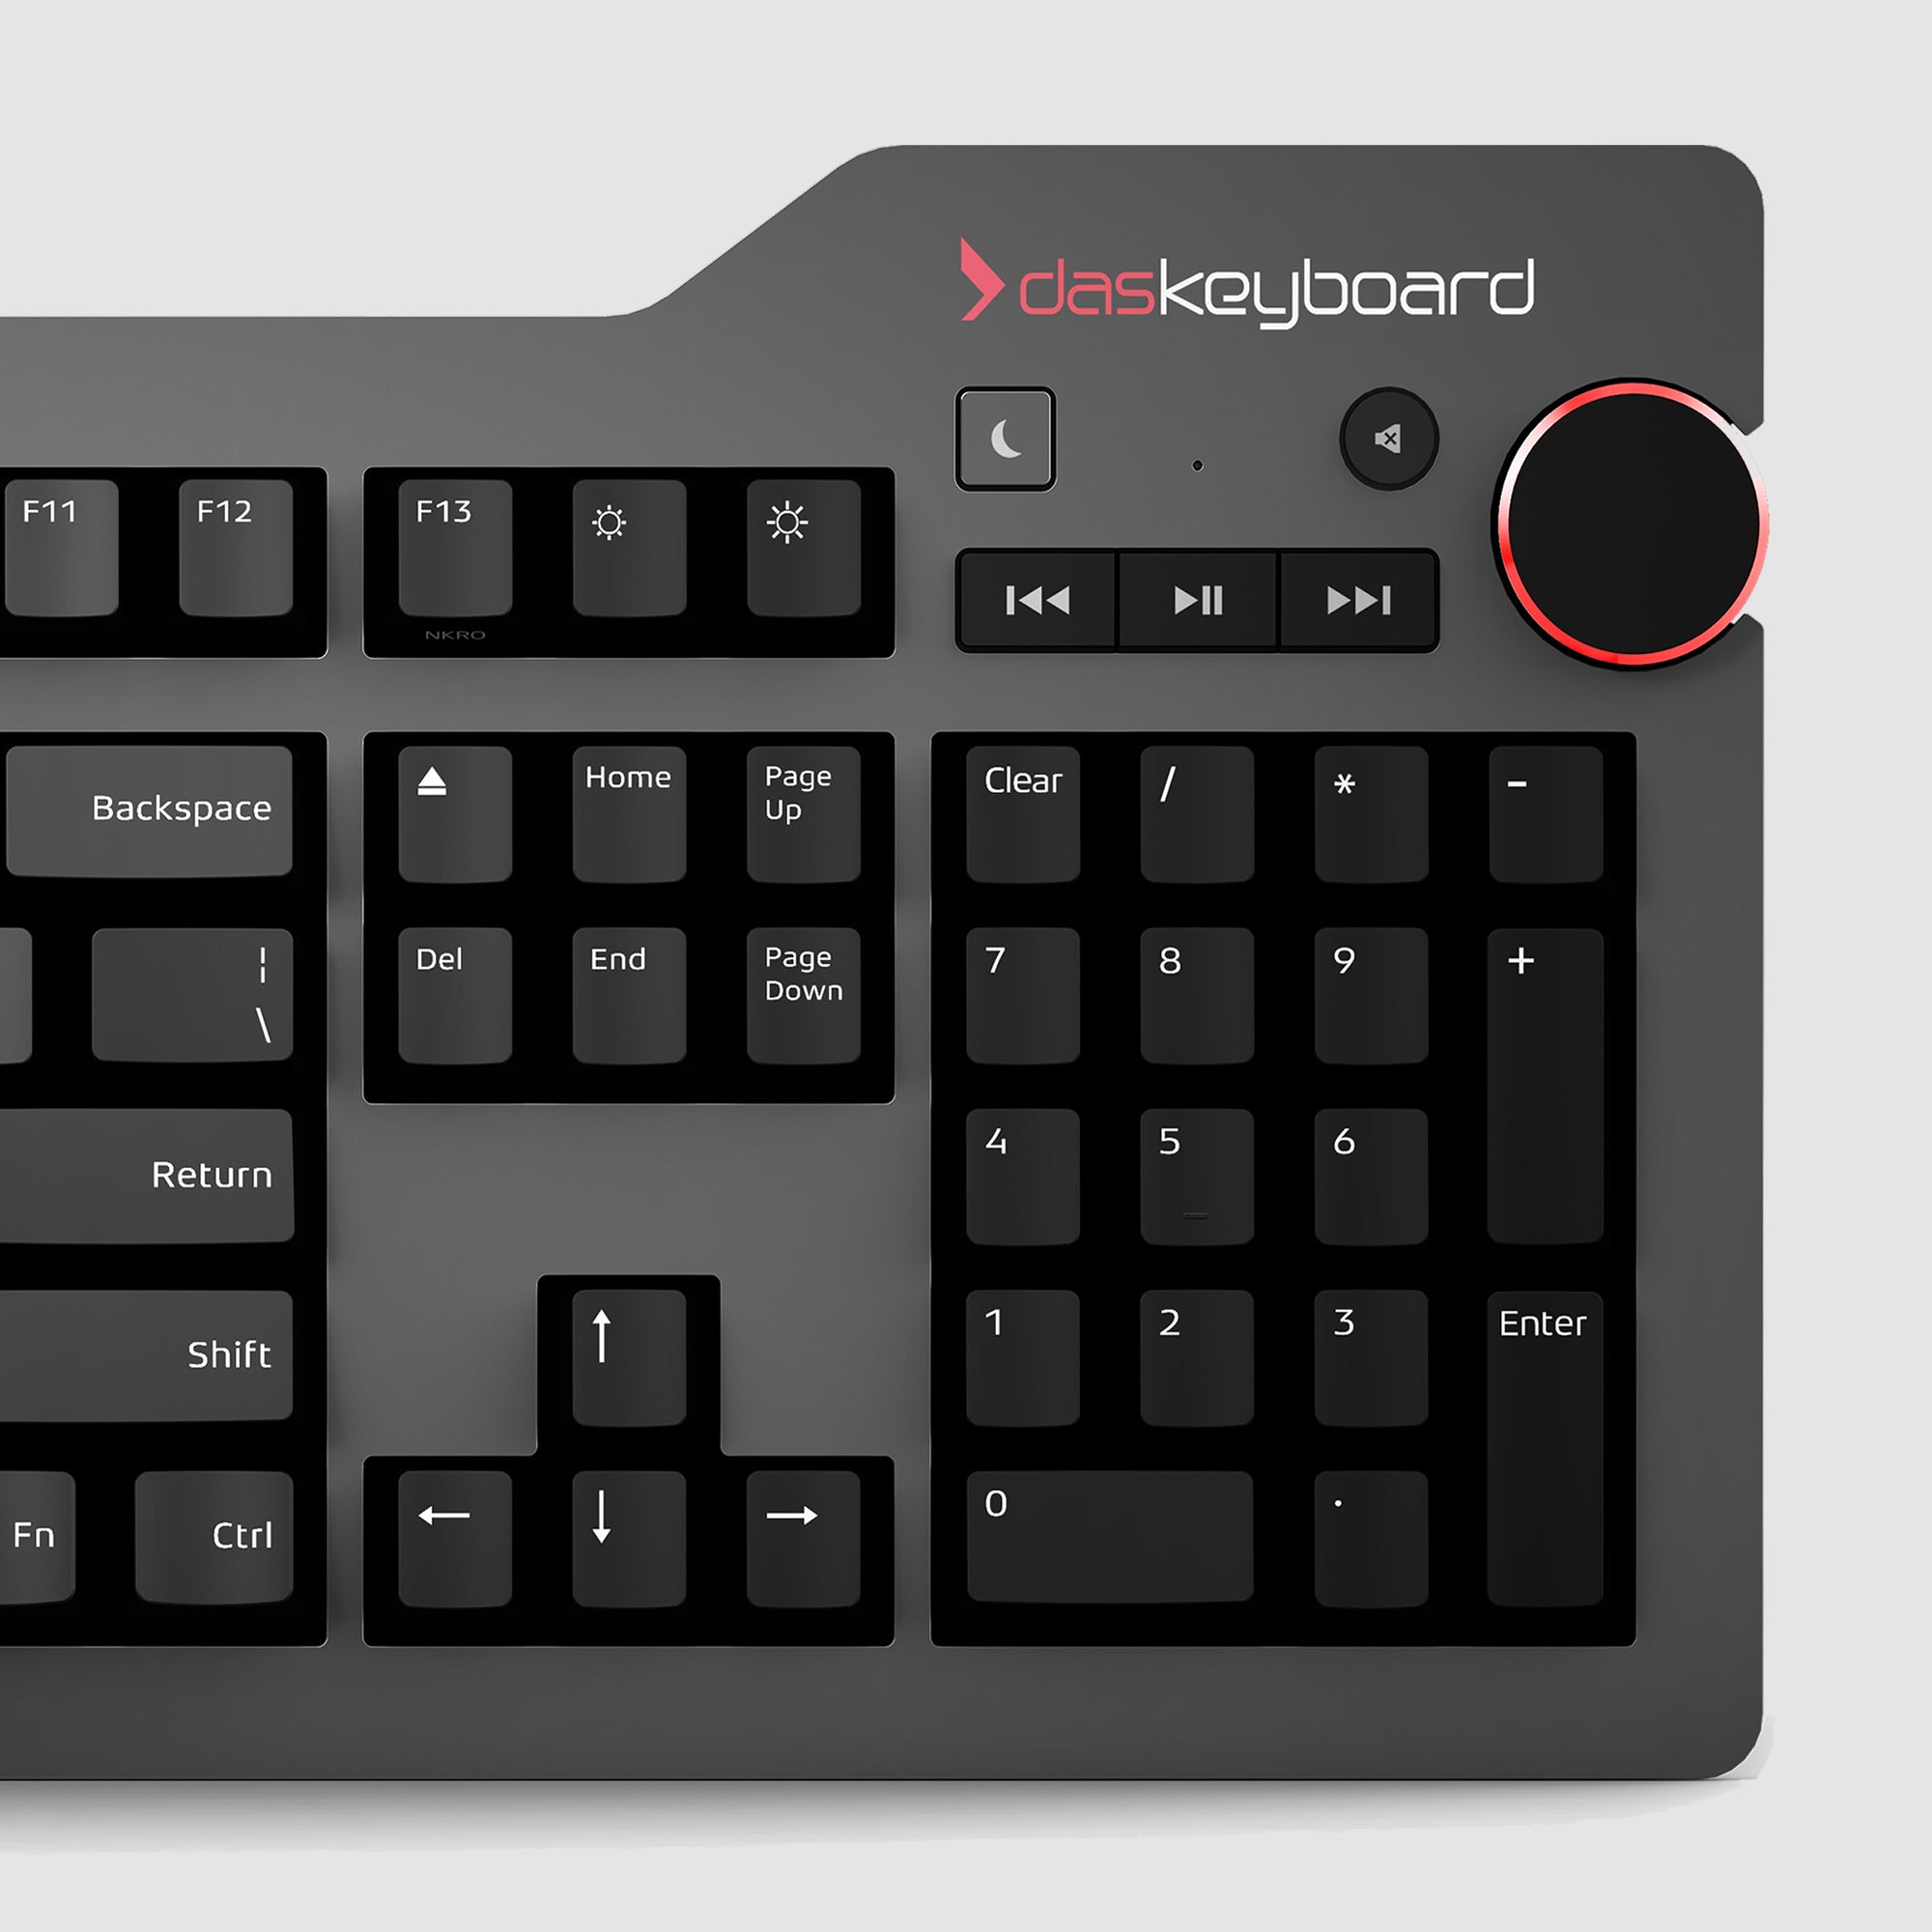 daskeyboard
F11
F12
F13
NKRO
Backspace
Home
Page
Up
Clear
/
*
-
¦
\
Del
End
Page
Down
7
8
9
+
Return
4
5
6
Shift
1
2
3
Enter
Fn
Ctrl
0
.